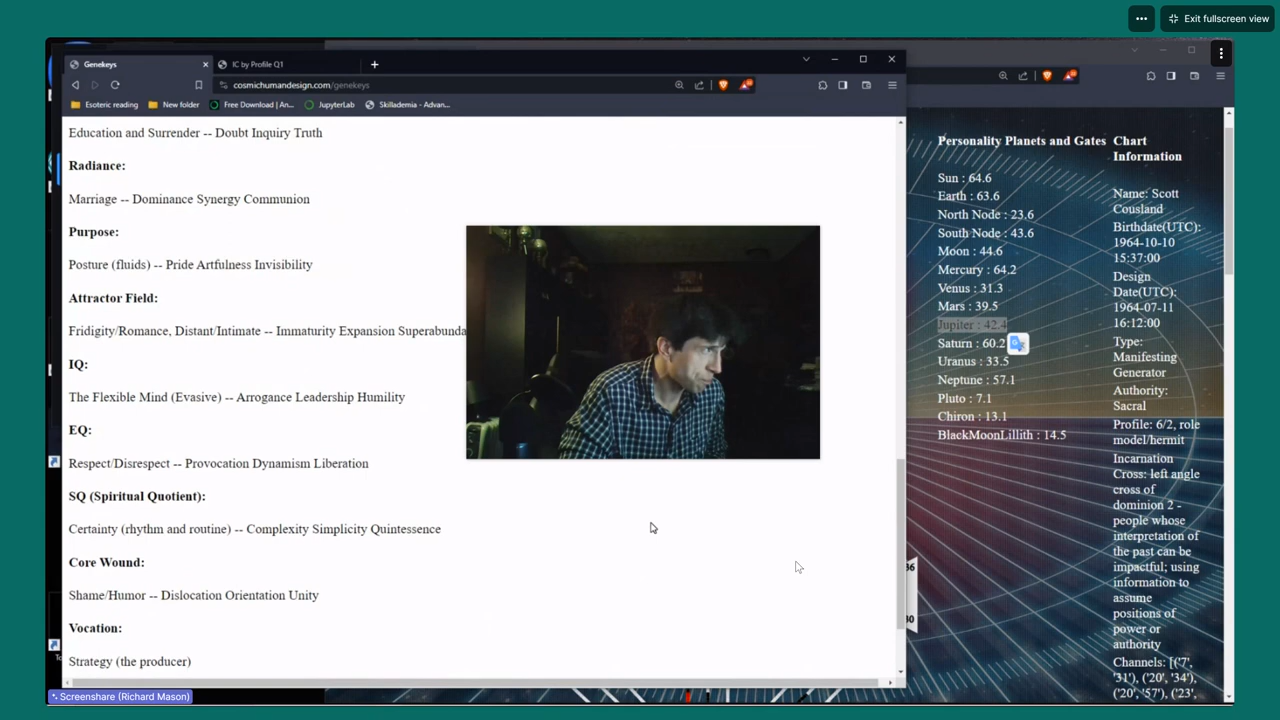 Exit fullscreen view
Genekeys
IC by Profile Q1
cosmichumandesign.com/genekeys
Esoteric reading
New folder
Free Download | An...
JupyterLab
Skillademia - Advan...
Education and Surrender -- Doubt Inquiry Truth
Radiance:
Marriage -- Dominance Synergy Communion
Purpose:
Posture (fluids) -- Pride Artfulness Invisibility
Attractor Field:
Fridigity/Romance, Distant/Intimate -- Immaturity Expansion Superabunda
IQ:
The Flexible Mind (Evasive) -- Arrogance Leadership Humility
EQ:
Respect/Disrespect -- Provocation Dynamism Liberation
SQ (Spiritual Quotient):
Certainty (rhythm and routine) -- Complexity Simplicity Quintessence
Core Wound:
Shame/Humor -- Dislocation Orientation Unity
Vocation:
Strategy (the producer)
Personality Planets and Gates
Sun : 64.6
Earth : 63.6
North Node : 23.6
South Node : 43.6
Moon : 44.6
Mercury : 64.2
Venus : 31.3
Mars : 39.5
Jupiter : 42.4
Saturn : 60.2
Uranus : 33.5
Neptune : 57.1
Pluto : 7.1
Chiron : 13.1
BlackMoonLillith : 14.5
Chart
Information
Name: Scott
Cousland
Birthdate(UTC):
1964-10-10
15:37:00
Design
Date(UTC):
1964-07-11
16:12:00
Type:
Manifesting
Generator
Authority:
Sacral
Profile: 6/2, role
model/hermit
Incarnation
Cross: left angle
cross of
dominion 2 -
people whose
interpretation of
the past can be
impactful; using
information to
assume
positions of
power or
authority
Channels: [('7',
'31'), ('20', '34')
('20', '57'), ('23',
36
30
Screenshare (Richard Mason)